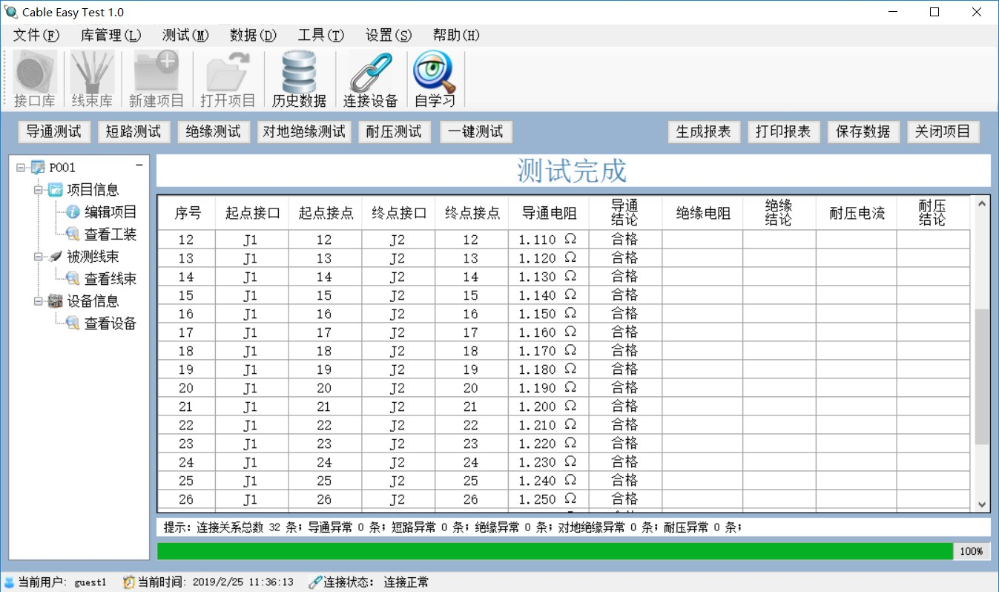 Cable Easy Test 1.0
文件(F) 库管理(L) 测试(M) 数据(D) 工具(T) 设置(S) 帮助(H)
接口库 线束库 新建项目 打开项目 历史数据 连接设备 自学习
导通测试 短路测试 绝缘测试 对地绝缘测试 耐压测试 一键测试 生成报表 打印报表 保存数据 关闭项目
P001
项目信息
编辑项目
查看工装
被测线束
查看线束
设备信息
查看设备
测试完成
序号 起点接口 起点接点 终点接口 终点接点 导通电阻 导通结论 绝缘电阻 绝缘结论 耐压电流 耐压结论
12 J1 12 J2 12 1.110 Ω 合格
13 J1 13 J2 13 1.120 Ω 合格
14 J1 14 J2 14 1.130 Ω 合格
15 J1 15 J2 15 1.140 Ω 合格
16 J1 16 J2 16 1.150 Ω 合格
17 J1 17 J2 17 1.160 Ω 合格
18 J1 18 J2 18 1.170 Ω 合格
19 J1 19 J2 19 1.180 Ω 合格
20 J1 20 J2 20 1.190 Ω 合格
21 J1 21 J2 21 1.200 Ω 合格
22 J1 22 J2 22 1.210 Ω 合格
23 J1 23 J2 23 1.220 Ω 合格
24 J1 24 J2 24 1.230 Ω 合格
25 J1 25 J2 25 1.240 Ω 合格
26 J1 26 J2 26 1.250 Ω 合格
提示: 连接关系总数 32 条; 导通异常 0 条; 短路异常 0 条; 绝缘异常 0 条; 对地绝缘异常 0 条; 耐压异常 0 条;
100%
当前用户: guest1 当前时间: 2019/2/25 11:36:13 连接状态: 连接正常